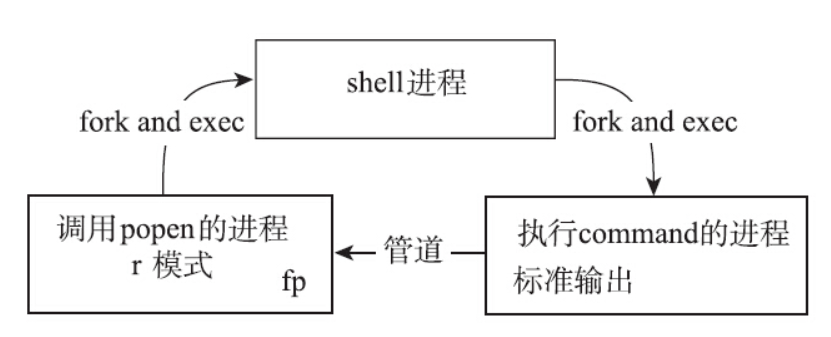 shell进程
fork and exec
fork and exec
调用popen的进程
r 模式
fp
管道
执行command的进程
标准输出